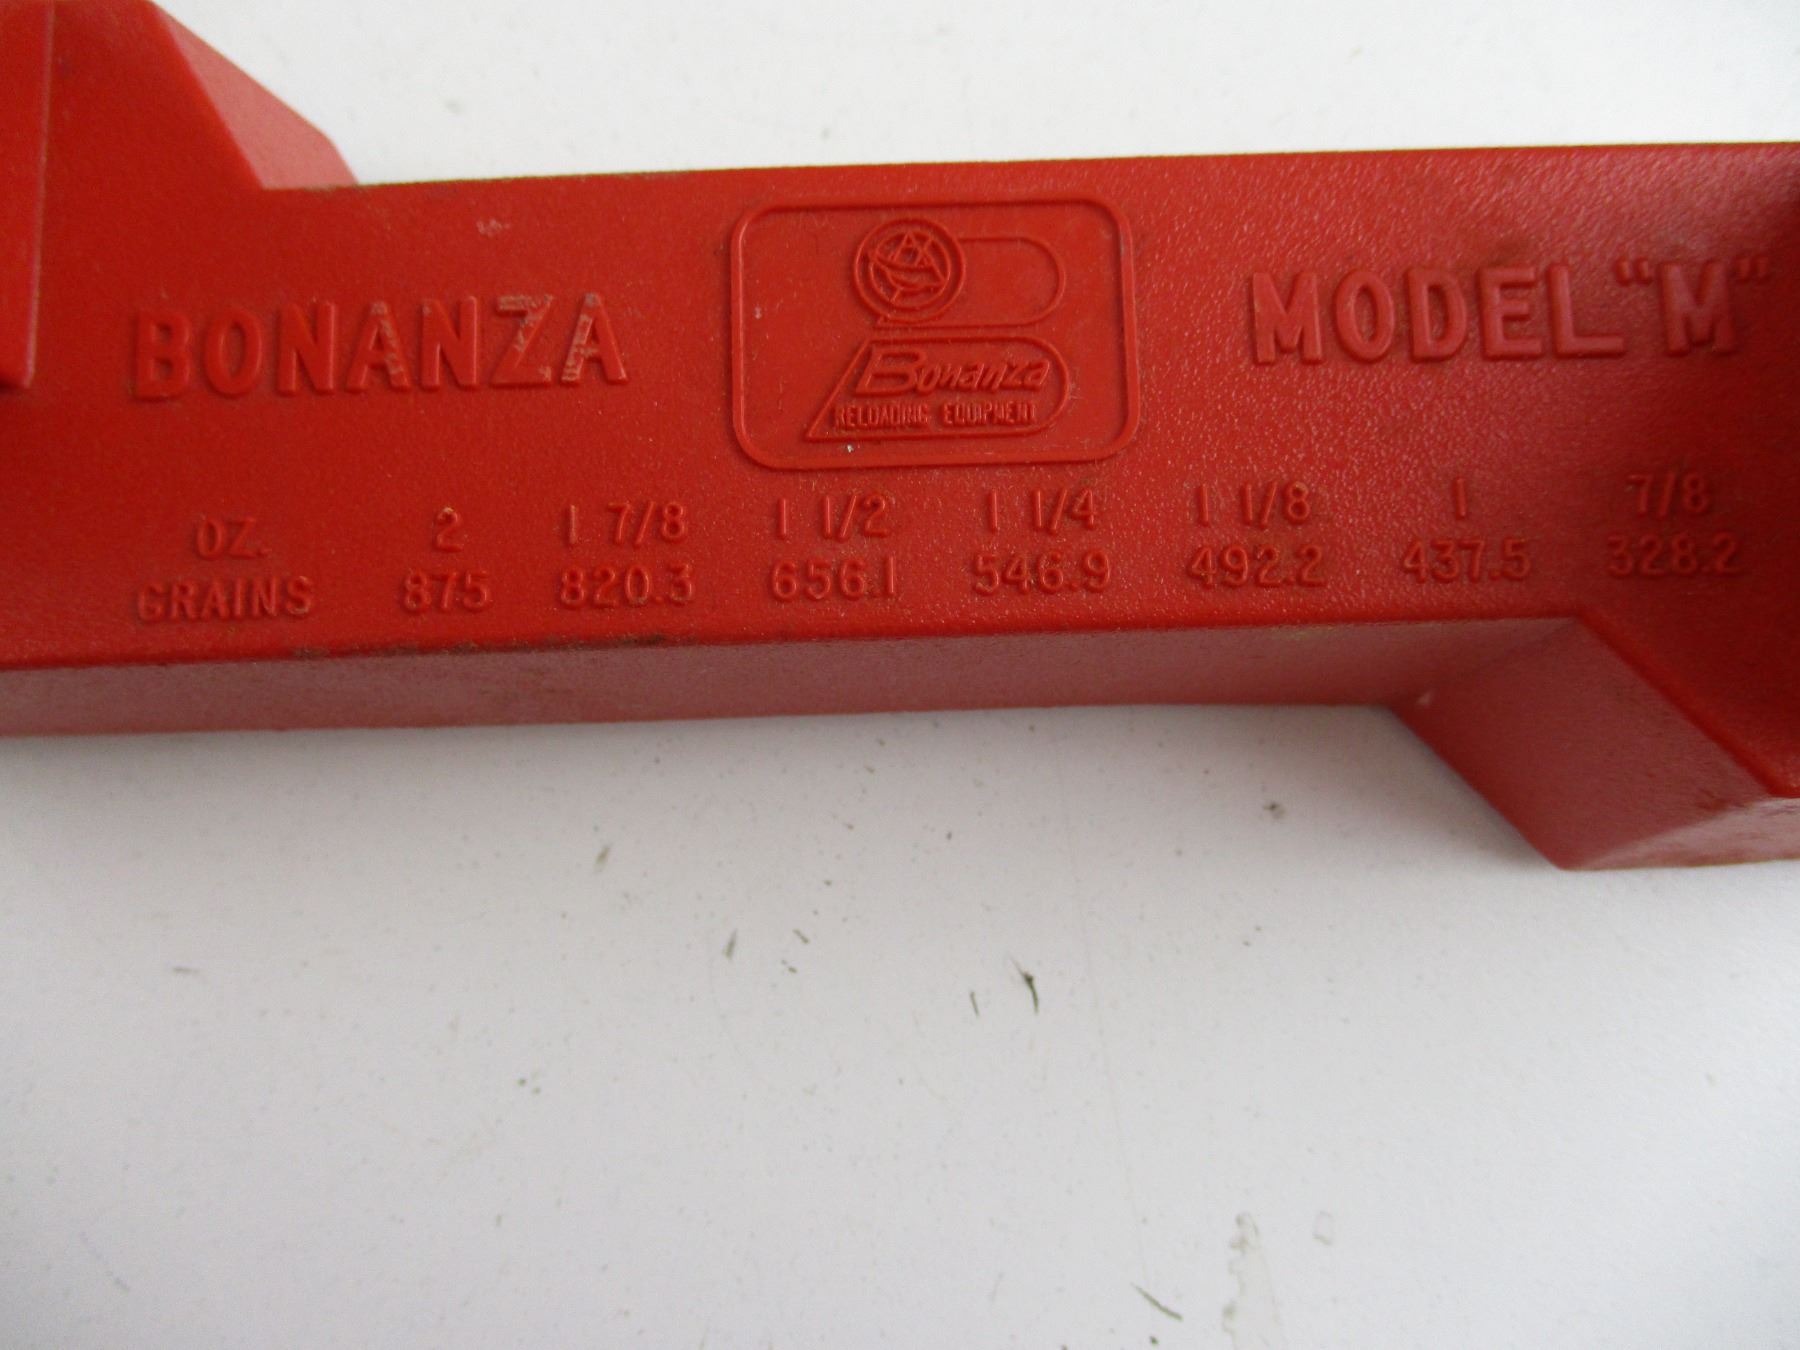 BONANZA
Bonanza
RELOADING EQUIPMENT
MODEL "M"
OZ. 2 1 7/8 1 1/2 1 1/4 1 1/8 1 7/8
GRAINS 875 820.3 656.1 546.9 492.2 437.5 328.2